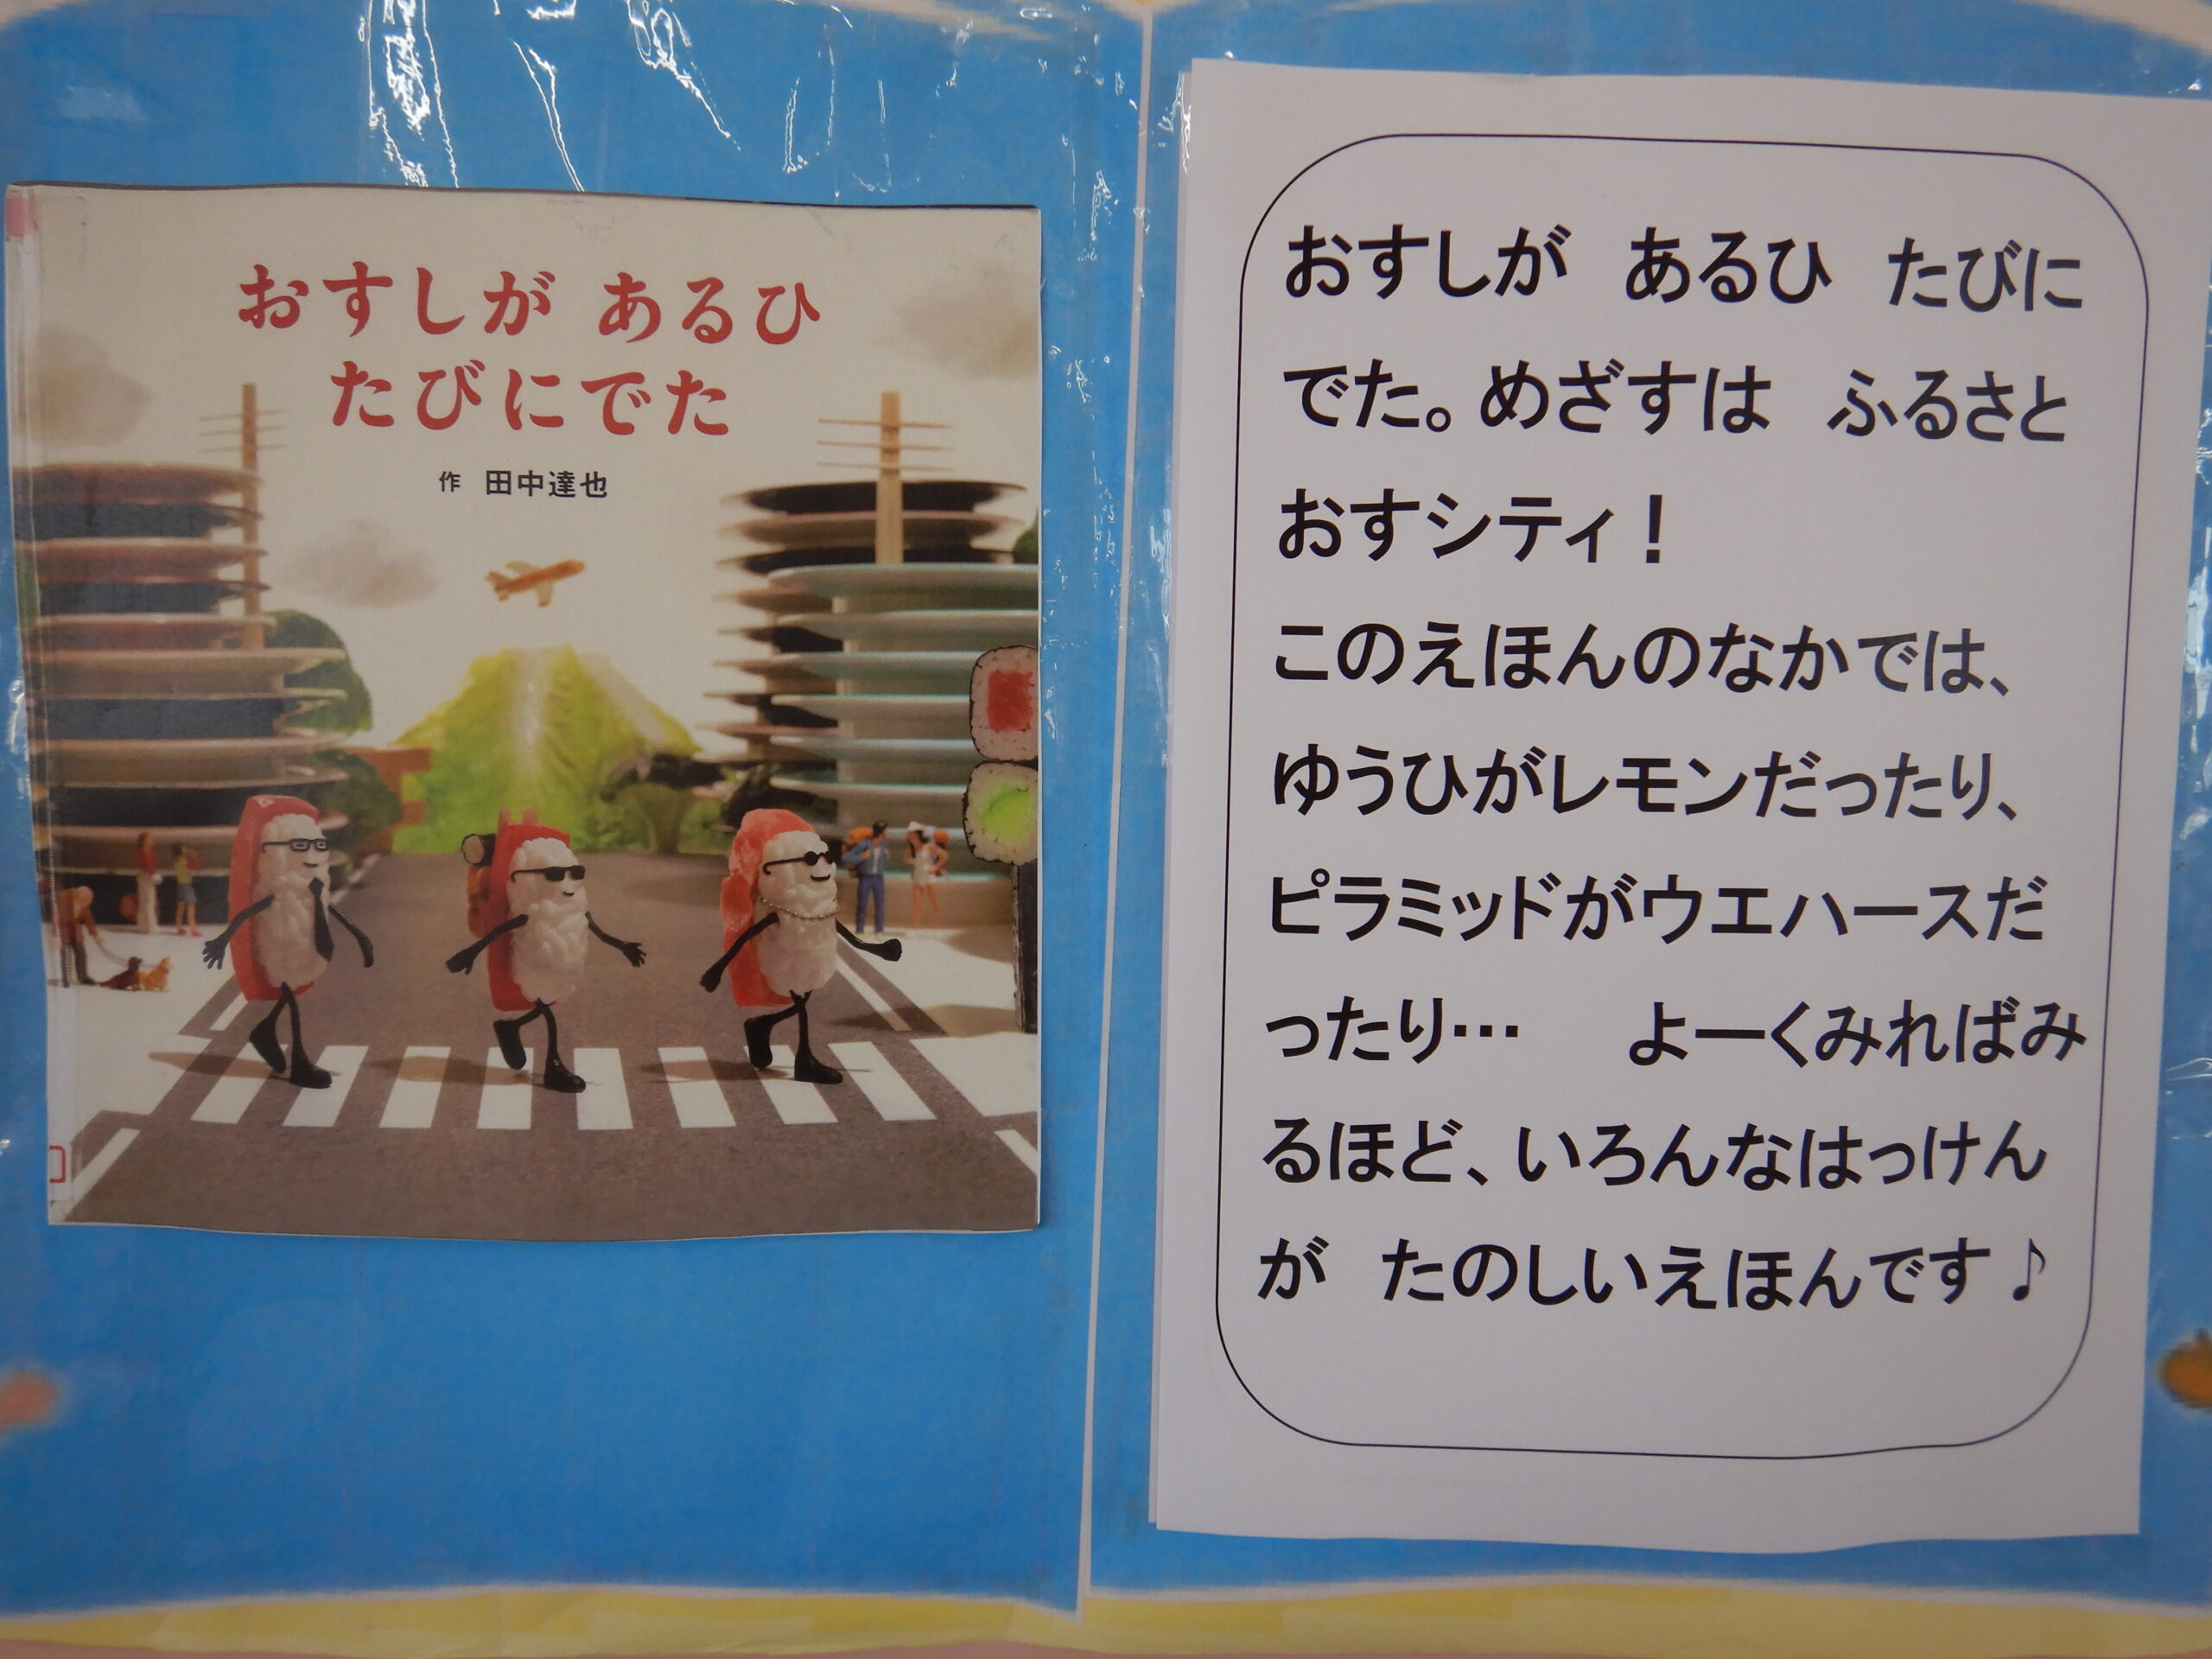 おすしが あるひ
たびにでた
作 田中達也
おすしが　あるひ　たびに
でた。めざすは　ふるさと
おすシティ！
このえほんのなかでは、
ゆうひがレモンだったり、
ピラミッドがウエハースだ
ったり…　よーくみればみ
るほど、いろんなはっけん
が　たのしいえほんです♪